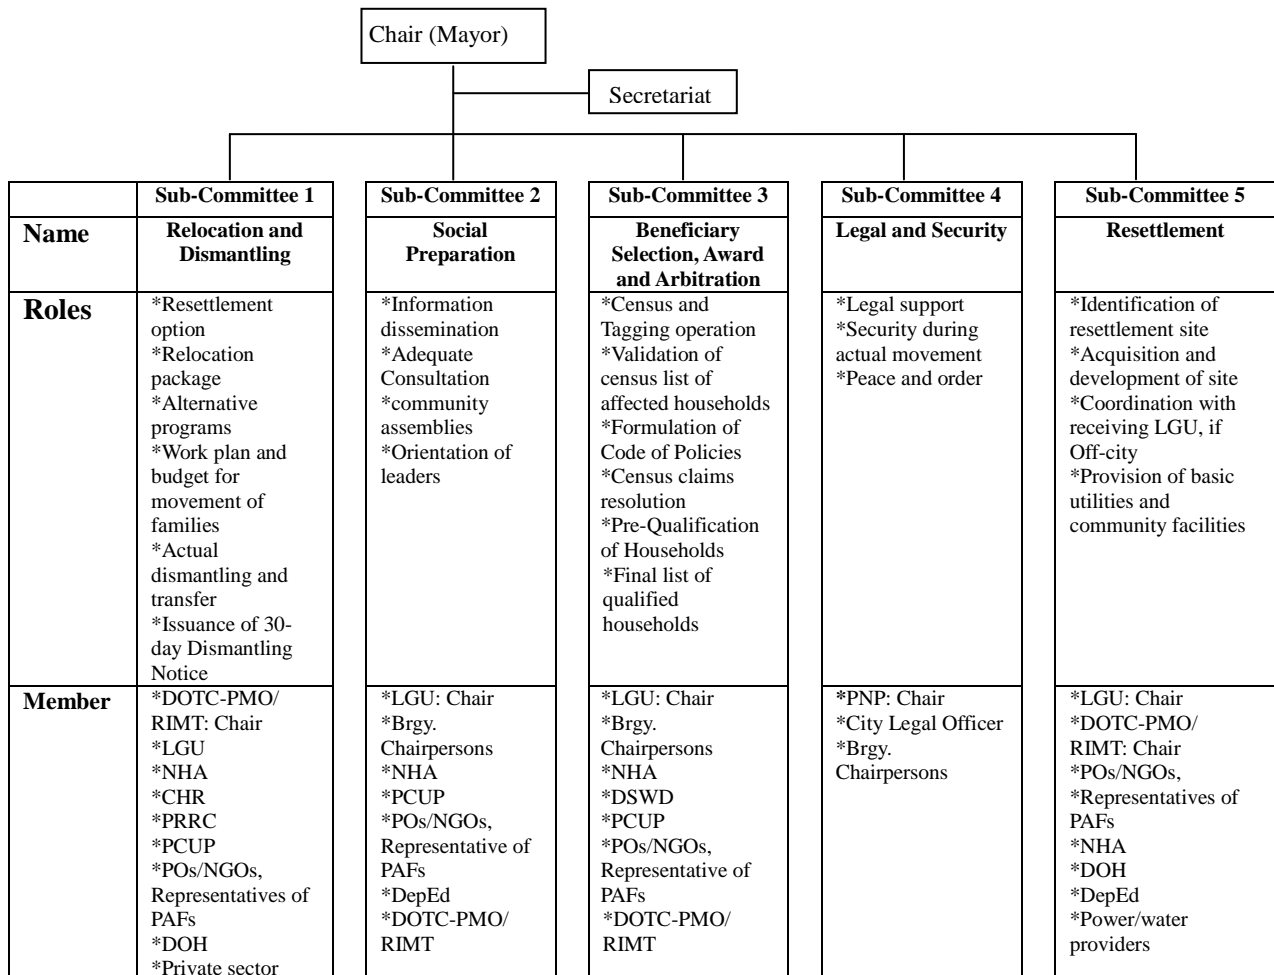 Chair (Mayor)
Secretariat
Sub-Committee 1
Sub-Committee 2
Sub-Committee 3
Sub-Committee 4
Sub-Committee 5
Name
Relocation and
Dismantling
Social
Preparation
Beneficiary
Selection, Award
and Arbitration
Legal and Security
Resettlement
Roles
*Resettlement
option
*Relocation
package
*Alternative
programs
*Work plan and
budget for
movement of
families
*Actual
dismantling and
transfer
*Issuance of 30-
day Dismantling
Notice
*Information
dissemination
*Adequate
Consultation
*community
assemblies
*Orientation of
leaders
*Census and
Tagging operation
*Validation of
census list of
affected households
*Formulation of
Code of Policies
*Census claims
resolution
*Pre-Qualification
of Households
*Final list of
qualified
households
*Legal support
*Security during
actual movement
*Peace and order
*Identification of
resettlement site
*Acquisition and
development of site
*Coordination with
receiving LGU, if
Off-city
*Provision of basic
utilities and
community facilities
Member
*DOTC-PMO/
RIMT: Chair
*LGU
*NHA
*CHR
*PRRC
*PCUP
*POs/NGOs,
Representatives of
PAFs
*DOH
*Private sector
*LGU: Chair
*Brgy.
Chairpersons
*NHA
*PCUP
*POs/NGOs,
Representative of
PAFs
*DepEd
*DOTC-PMO/
RIMT
*LGU: Chair
*Brgy.
Chairpersons
*NHA
*DSWD
*PCUP
*POs/NGOs,
Representative of
PAFs
*DOTC-PMO/
RIMT
*PNP: Chair
*City Legal Officer
*Brgy.
Chairpersons
*LGU: Chair
*DOTC-PMO/
RIMT: Chair
*POs/NGOs,
*Representatives of
PAFs
*NHA
*DOH
*DepEd
*Power/water
providers